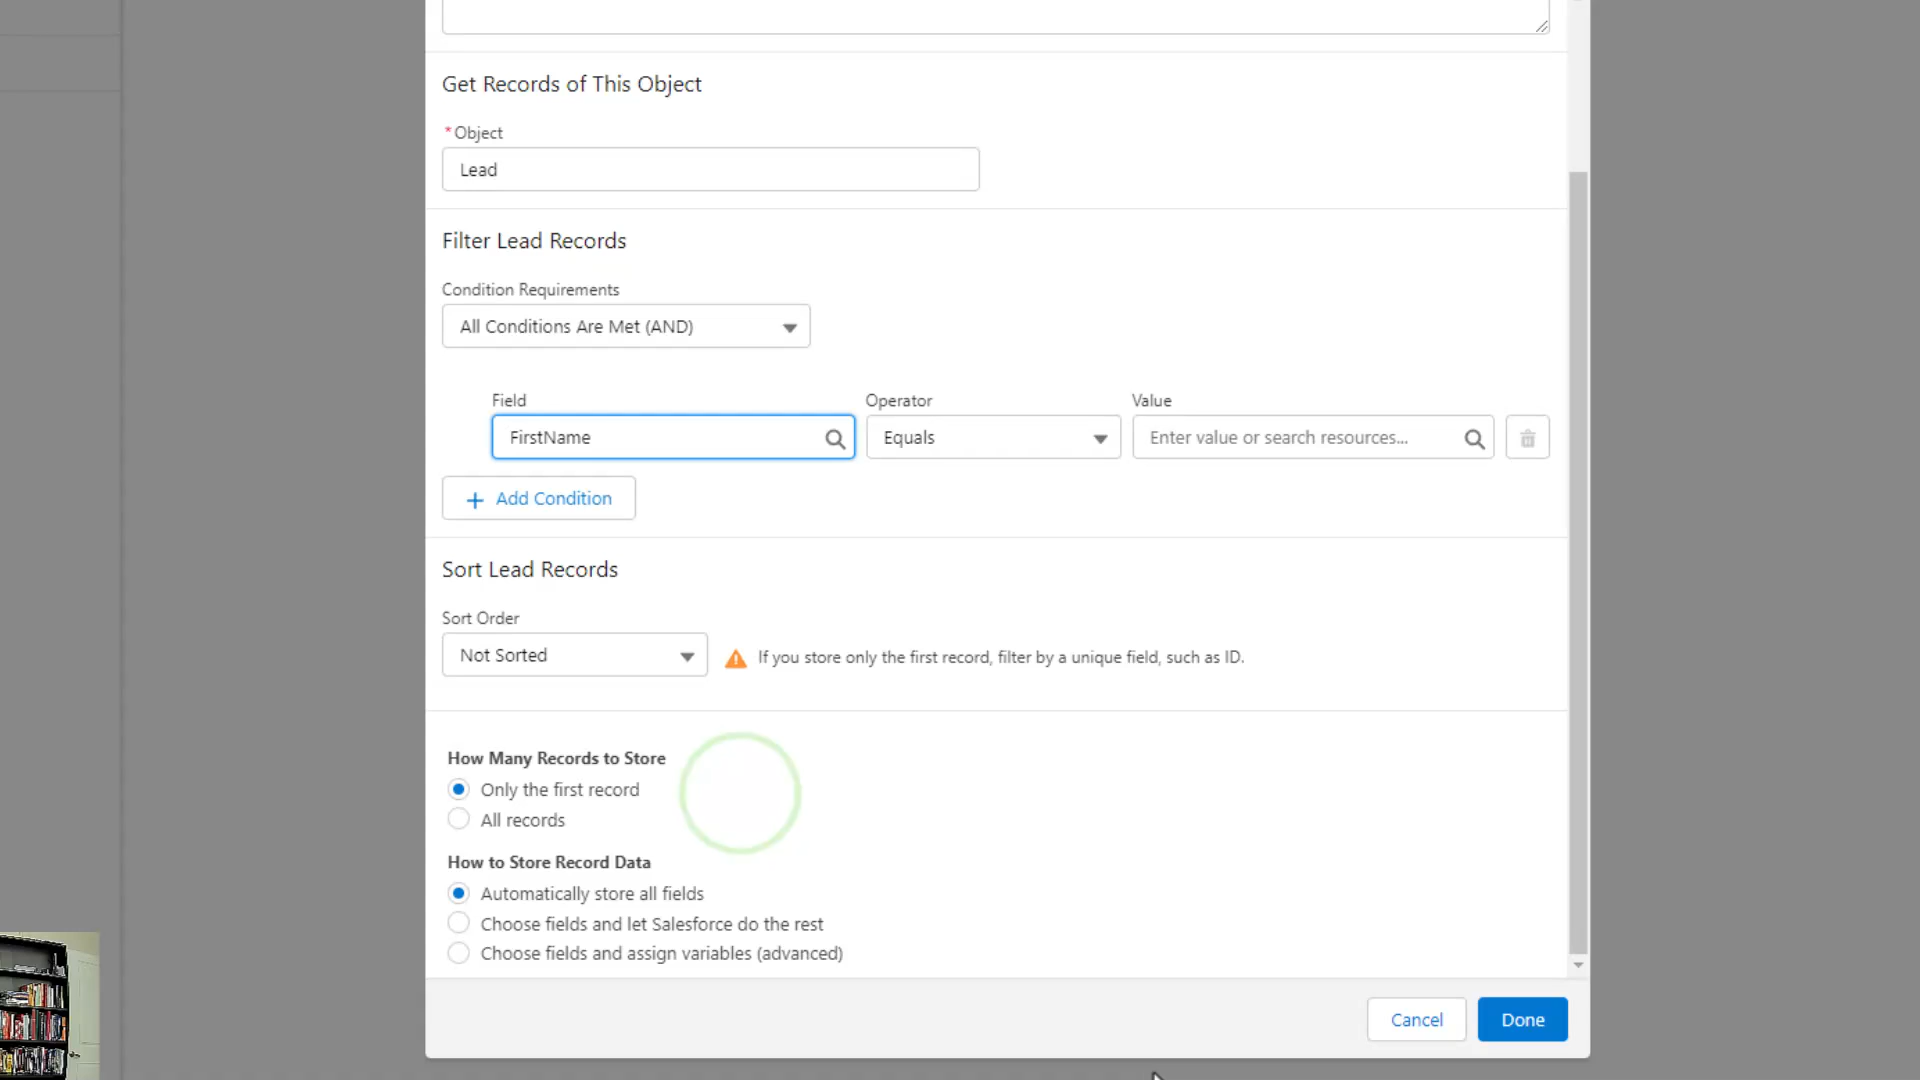 Get Records of This Object
*Object
Lead
Filter Lead Records
Condition Requirements
All Conditions Are Met (AND)
Field
Operator
Value
FirstName
Equals
Enter value or search resources...
+ Add Condition
Sort Lead Records
Sort Order
Not Sorted
If you store only the first record, filter by a unique field, such as ID.
How Many Records to Store
Only the first record
All records
How to Store Record Data
Automatically store all fields
Choose fields and let Salesforce do the rest
Choose fields and assign variables (advanced)
Cancel
Done